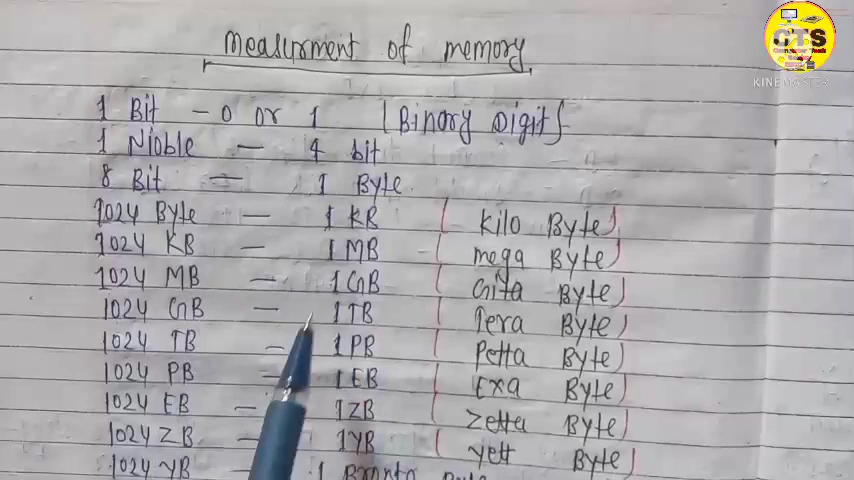 Measurment of memory
1 Bit - 0 or 1 [Binary Digit}
1 Nibble - 4 bit
8 Bit - 1 Byte
1024 Byte - 1 KB ( Kilo Byte)
1024 KB - 1 MB ( mega Byte)
1024 MB - 1 GB ( Gita Byte)
1024 GB - 1 TB ( Tera Byte)
1024 TB - 1 PB ( Petta Byte)
1024 PB - 1 EB ( Exa Byte)
1024 EB - 1 ZB ( Zetta Byte)
1024 ZB - 1 YB ( Yett Byte)
1024 YB - 1 Bronto Byte
CTS
KINEMASTER